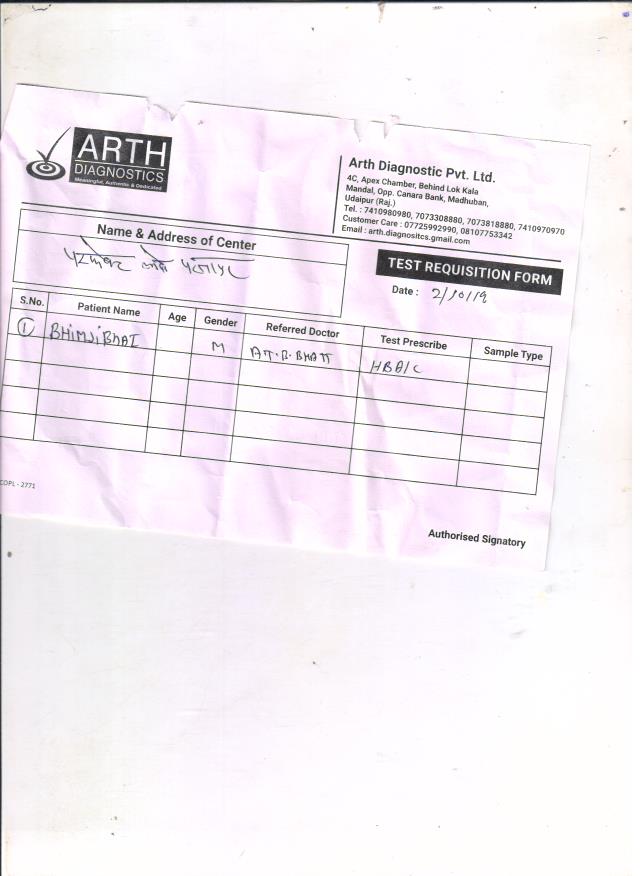 ARTH
DIAGNOSTICS
Meaningful, Authentic & Dedicated
Arth Diagnostic Pvt. Ltd.
4C, Apex Chamber, Behind Lok Kala
Mandal, Opp. Canara Bank, Madhuban,
Udaipur (Raj.)
Tel. : 7410980980, 7073308880, 7073818880, 7410970970
Customer Care : 07725992990, 08107753342
Email : arth.diagnositcs.gmail.com
Name & Address of Center
TEST REQUISITION FORM
Date : 2/10/19
S.No. Patient Name Age Gender Referred Doctor Test Prescribe Sample Type
1 BHIMJIBHAI M BHATT HBA1C
COPL - 2771
Authorised Signatory